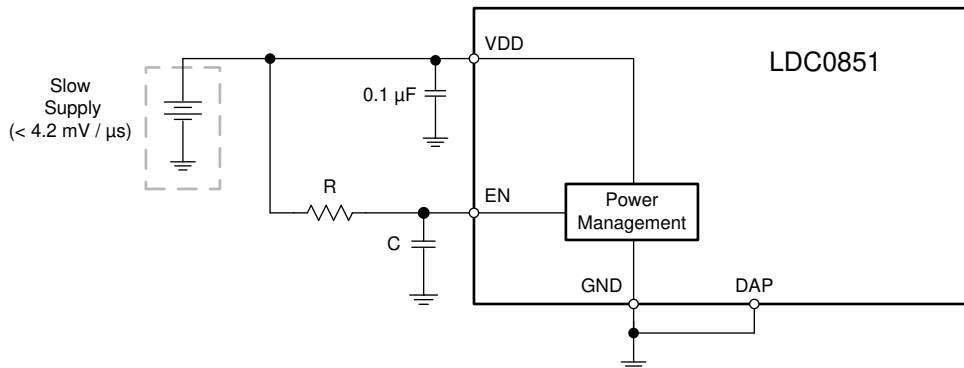 VDD
LDC0851
Slow
Supply
(< 4.2 mV / µs)
0.1 µF
R
EN
Power
Management
C
GND
DAP